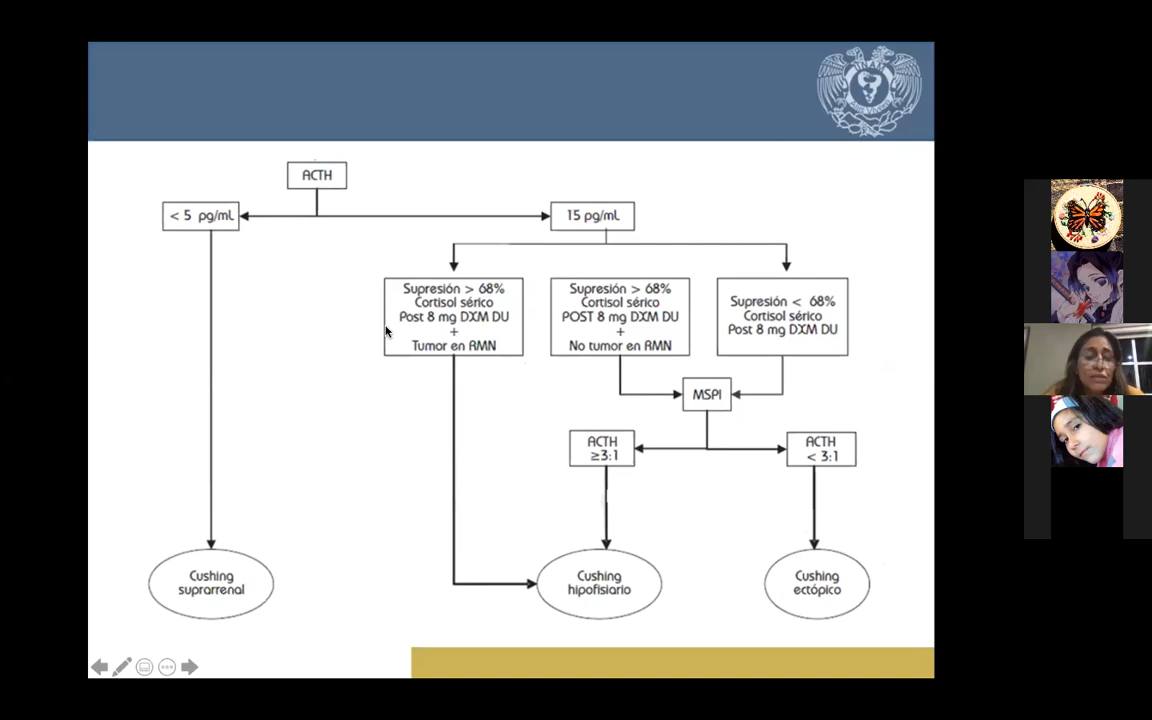 ACTH
< 5 pg/mL
15 pg/mL
Supresión > 68%
Cortisol sérico
Post 8 mg DXM DU
+
Tumor en RMN
Supresión > 68%
Cortisol sérico
POST 8 mg DXM DU
+
No tumor en RMN
Supresión < 68%
Cortisol sérico
Post 8 mg DXM DU
MSPI
ACTH
≥3:1
ACTH
< 3:1
Cushing
suprarrenal
Cushing
hipofisiario
Cushing
ectópico